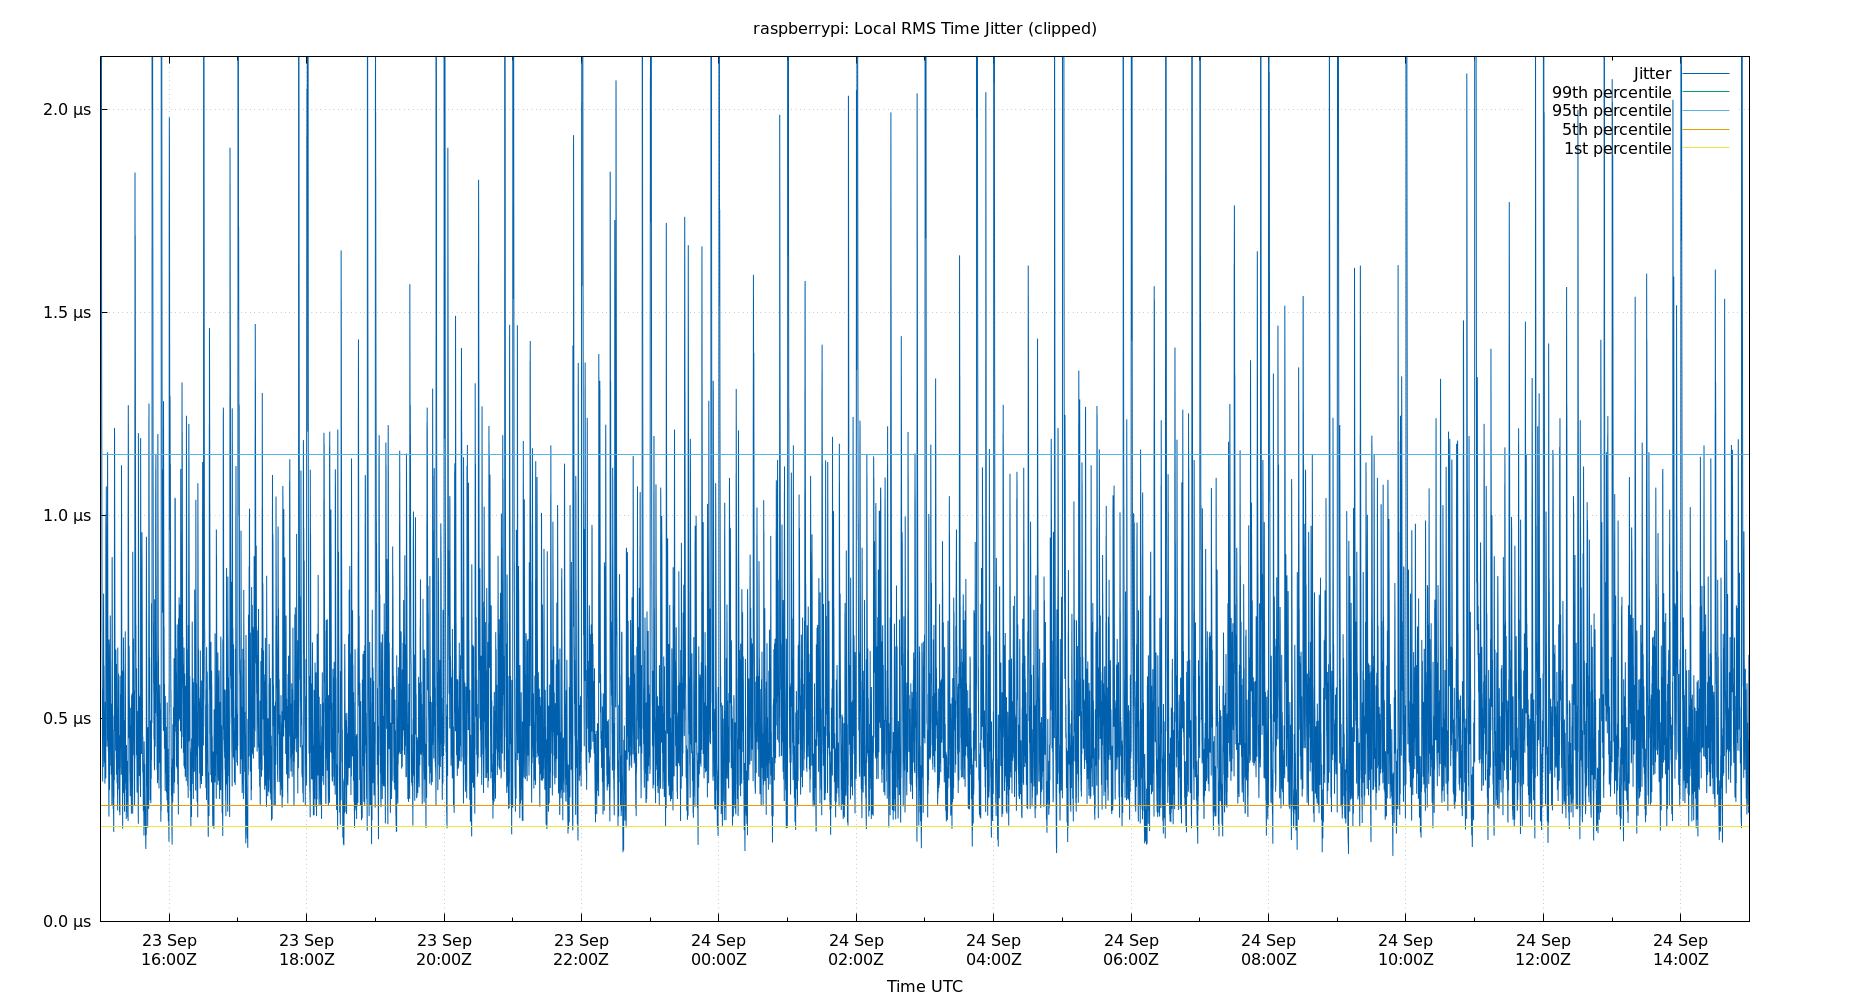 raspberrypi: Local RMS Time Jitter (clipped)
Jitter
99th percentile
95th percentile
5th percentile
1st percentile
2.0 µs
1.5 µs
1.0 µs
0.5 µs
0.0 µs
23 Sep 23 Sep 23 Sep 23 Sep 24 Sep 24 Sep 24 Sep 24 Sep 24 Sep 24 Sep 24 Sep 24 Sep
16:00Z 18:00Z 20:00Z 22:00Z 00:00Z 02:00Z 04:00Z 06:00Z 08:00Z 10:00Z 12:00Z 14:00Z
Time UTC